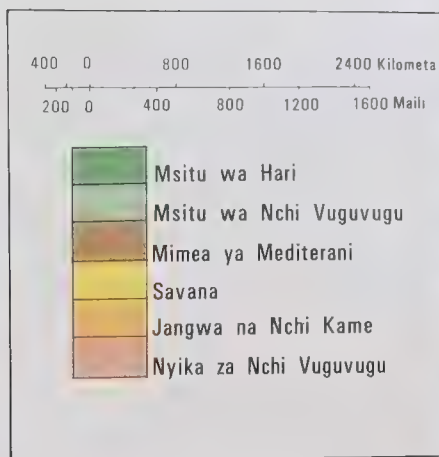 400 0 800 1600 2400 Kilometa
200 0 400 800 1200 1600 Maili
Msitu wa Hari
Msitu wa Nchi Vuguvugu
Mimea ya Mediterani
Savana
Jangwa na Nchi Kame
Nyika za Nchi Vuguvugu